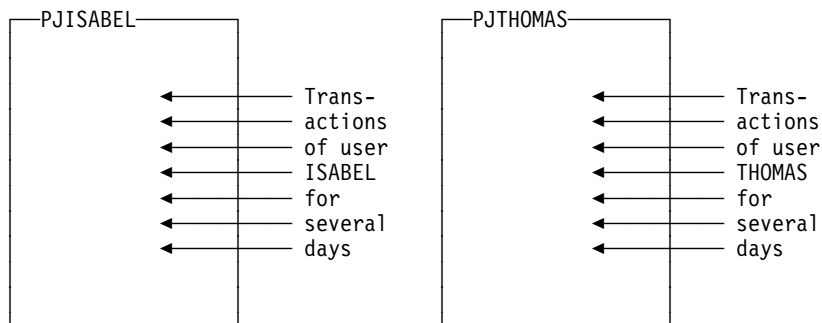 PJISABEL
Trans-
actions
of user
ISABEL
for
several
days
PJTHOMAS
Trans-
actions
of user
THOMAS
for
several
days